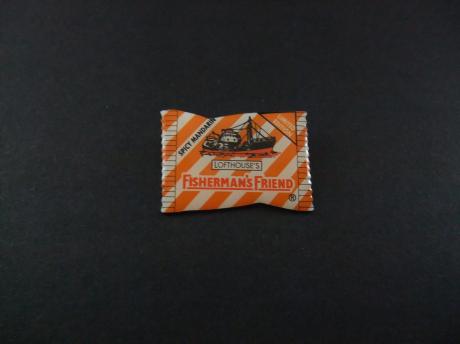 SPICY MANDARIN
LOFTHOUSE'S
FISHERMAN'S FRIEND
®